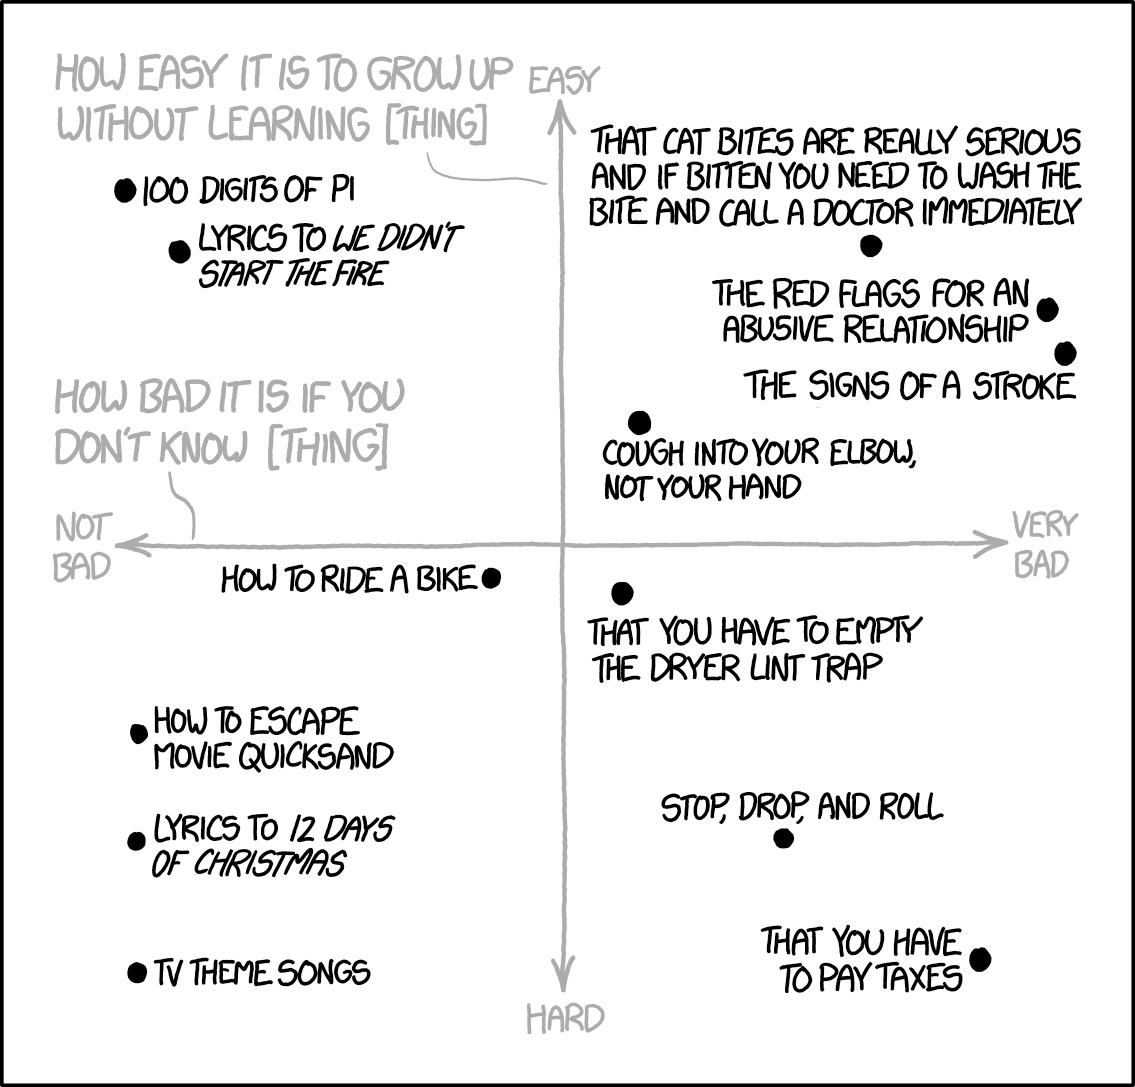 HOW EASY IT IS TO GROW UP
WITHOUT LEARNING [THING]
EASY
THAT CAT BITES ARE REALLY SERIOUS
AND IF BITTEN YOU NEED TO WASH THE
BITE AND CALL A DOCTOR IMMEDIATELY
100 DIGITS OF PI
LYRICS TO WE DIDN'T
START THE FIRE
THE RED FLAGS FOR AN
ABUSIVE RELATIONSHIP
THE SIGNS OF A STROKE
HOW BAD IT IS IF YOU
DON'T KNOW [THING]
COUGH INTO YOUR ELBOW,
NOT YOUR HAND
NOT
BAD
VERY
BAD
HOW TO RIDE A BIKE
THAT YOU HAVE TO EMPTY
THE DRYER LINT TRAP
HOW TO ESCAPE
MOVIE QUICKSAND
STOP, DROP, AND ROLL
LYRICS TO 12 DAYS
OF CHRISTMAS
THAT YOU HAVE
TO PAY TAXES
TV THEME SONGS
HARD